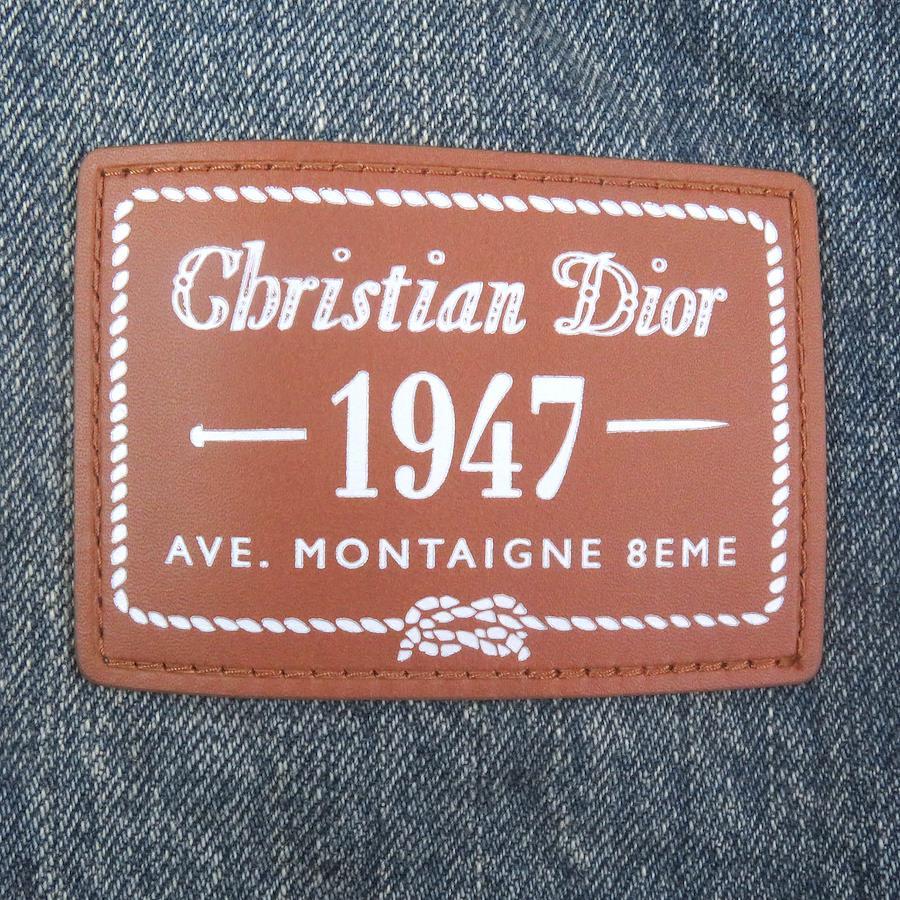 Christian Dior
1947
AVE. MONTAIGNE 8EME